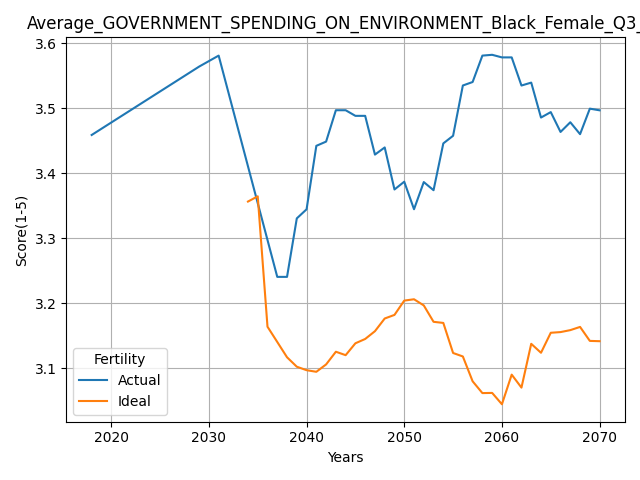 Average_GOVERNMENT_SPENDING_ON_ENVIRONMENT_Black_Female_Q3_
3.6
3.5
3.4
3.3
3.2
3.1
Score(1-5)
Fertility
Actual
Ideal
2020 2030 2040 2050 2060 2070
Years